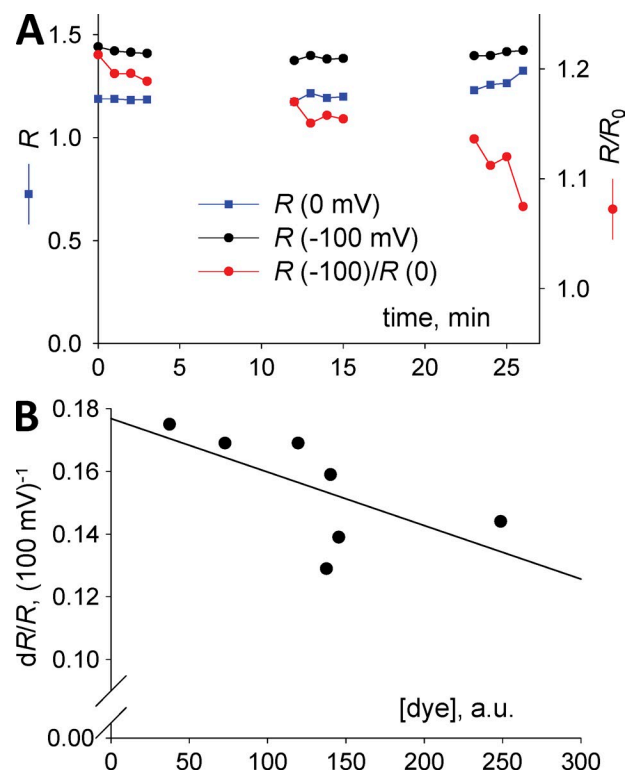 A
1.5
1.0
0.5
0.0
R
1.2
1.1
1.0
R/R0
R (0 mV)
R (-100 mV)
R (-100)/R (0)
time, min
0 5 10 15 20 25
B
0.18
0.16
0.14
0.12
0.10
0.00
dR/R, (100 mV)-1
[dye], a.u.
0 50 100 150 200 250 300